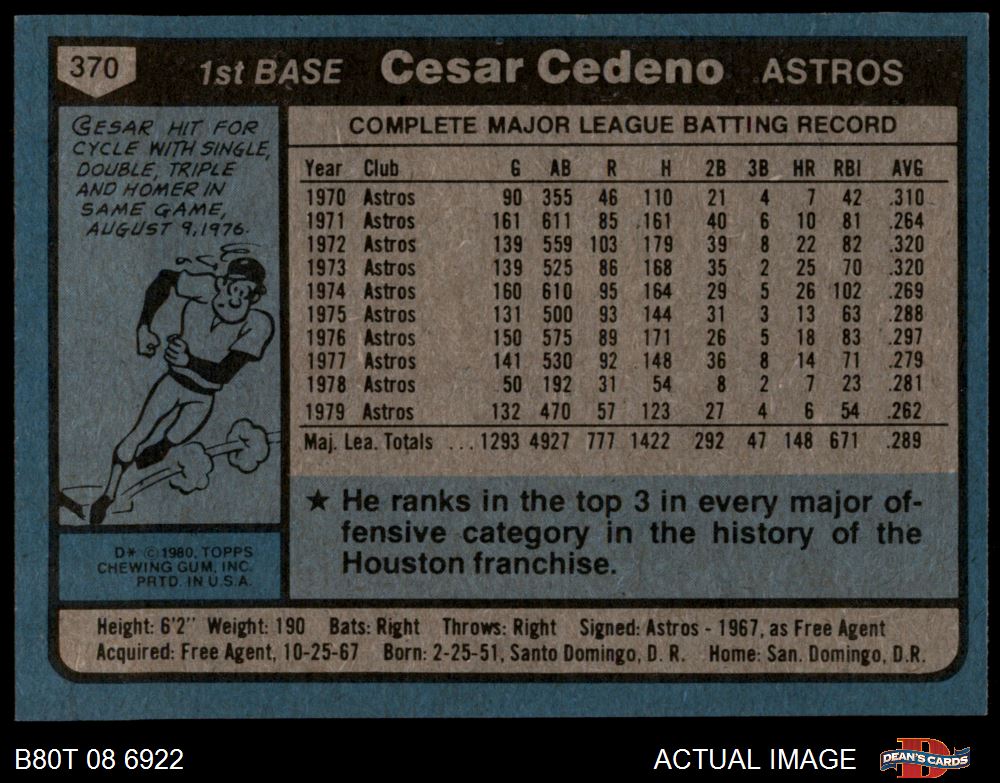 370 1st BASE Cesar Cedeno ASTROS
CESAR HIT FOR
CYCLE WITH SINGLE,
DOUBLE, TRIPLE
AND HOMER IN
SAME GAME,
AUGUST 9, 1976.
D* © 1980, TOPPS
CHEWING GUM, INC.
PRTD. IN U.S.A.
COMPLETE MAJOR LEAGUE BATTING RECORD
Year Club G AB R H 2B 3B HR RBI AVG
1970 Astros 90 355 46 110 21 4 7 42 .310
1971 Astros 161 611 85 161 40 6 10 81 .264
1972 Astros 139 559 103 179 39 8 22 82 .320
1973 Astros 139 525 86 168 35 2 25 70 .320
1974 Astros 160 610 95 164 29 5 26 102 .269
1975 Astros 131 500 93 144 31 3 13 63 .288
1976 Astros 150 575 89 171 26 5 18 83 .297
1977 Astros 141 530 92 148 36 8 14 71 .279
1978 Astros 50 192 31 54 8 2 7 23 .281
1979 Astros 132 470 57 123 27 4 6 54 .262
Maj. Lea. Totals ... 1293 4927 777 1422 292 47 148 671 .289
★ He ranks in the top 3 in every major of-
fensive category in the history of the
Houston franchise.
Height: 6'2" Weight: 190 Bats: Right Throws: Right Signed: Astros - 1967, as Free Agent
Acquired: Free Agent, 10-25-67 Born: 2-25-51, Santo Domingo, D. R. Home: San. Domingo, D.R.
B80T 08 6922 ACTUAL IMAGE DEAN'S CARDS